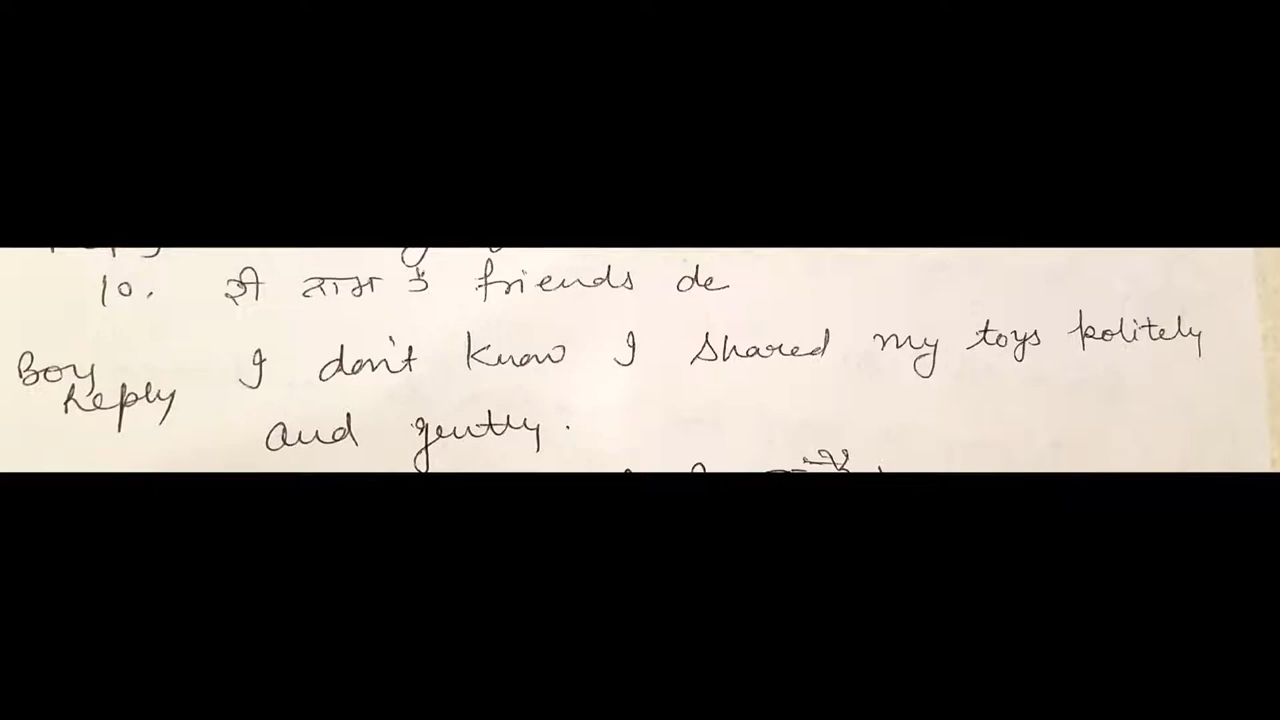 10. की नाम है friends de
Boy Reply I don't know I shared my toys politely
and gently.